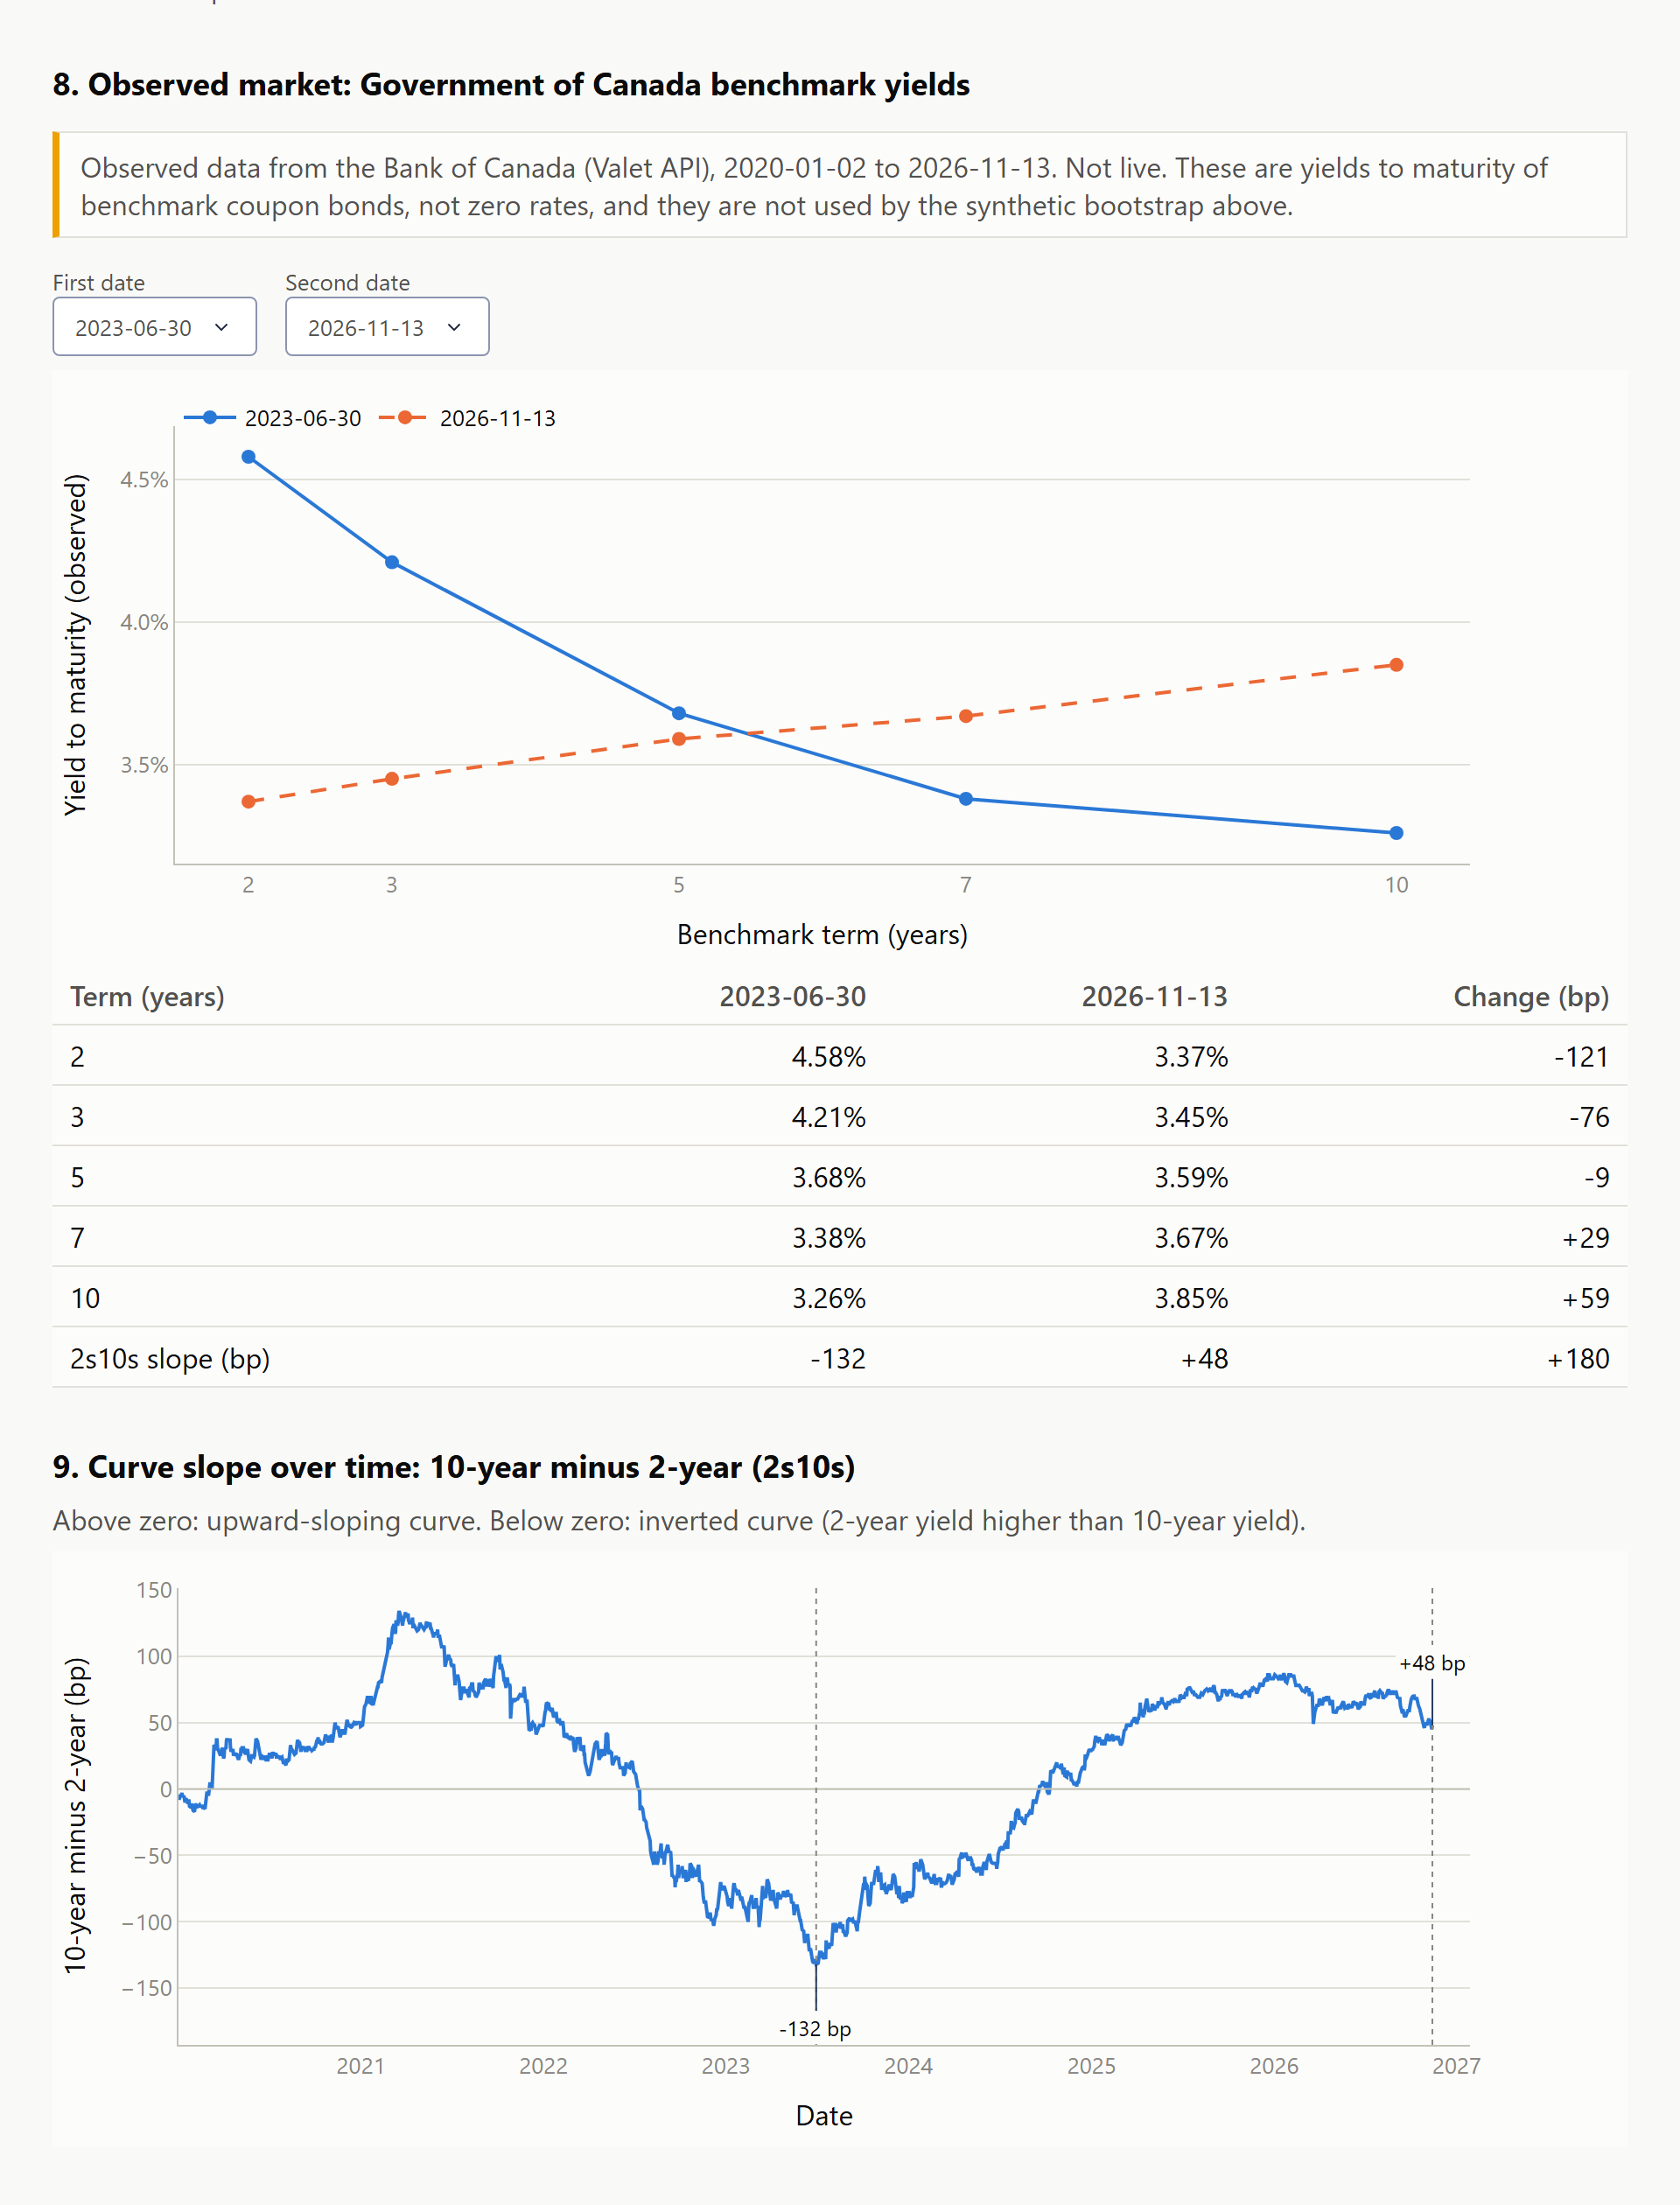 8. Observed market: Government of Canada benchmark yields
Observed data from the Bank of Canada (Valet API), 2020-01-02 to 2026-11-13. Not live. These are yields to maturity of
benchmark coupon bonds, not zero rates, and they are not used by the synthetic bootstrap above.
First date
Second date
2023-06-30
2026-11-13
2023-06-30
2026-11-13
Yield to maturity (observed)
4.5%
4.0%
3.5%
2 3 5 7 10
Benchmark term (years)
Term (years) 2023-06-30 2026-11-13 Change (bp)
2 4.58% 3.37% -121
3 4.21% 3.45% -76
5 3.68% 3.59% -9
7 3.38% 3.67% +29
10 3.26% 3.85% +59
2s10s slope (bp) -132 +48 +180
9. Curve slope over time: 10-year minus 2-year (2s10s)
Above zero: upward-sloping curve. Below zero: inverted curve (2-year yield higher than 10-year yield).
10-year minus 2-year (bp)
150
100
50
0
−50
−100
−150
+48 bp
-132 bp
2021 2022 2023 2024 2025 2026 2027
Date